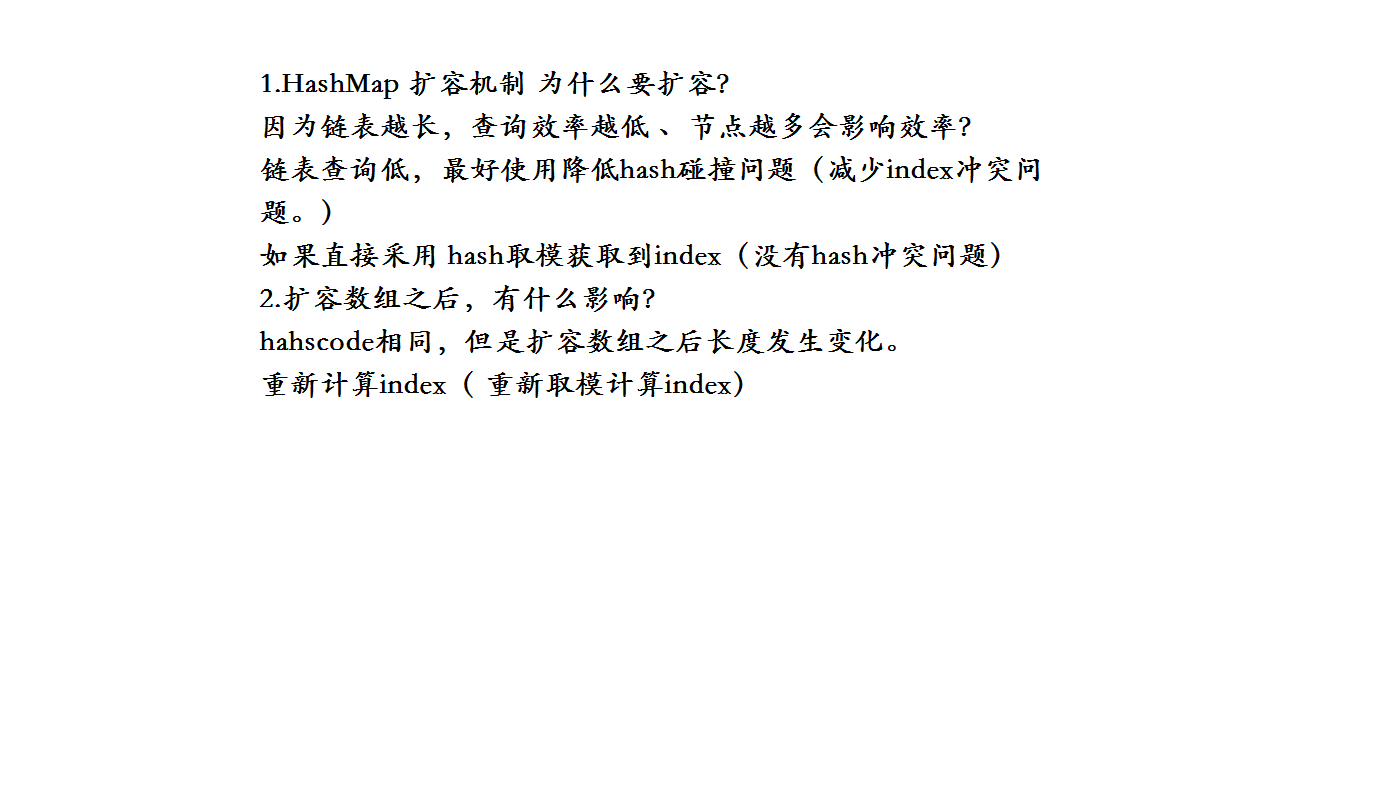 1.HashMap 扩容机制 为什么要扩容？
因为链表越长，查询效率越低 、 节点越多会影响效率？
链表查询低，最好使用降低hash碰撞问题（减少index冲突问
题。）
如果直接采用 hash取模获取到index（没有hash冲突问题）
2.扩容数组之后，有什么影响？
hahscode相同，但是扩容数组之后长度发生变化。
重新计算index（ 重新取模计算index）